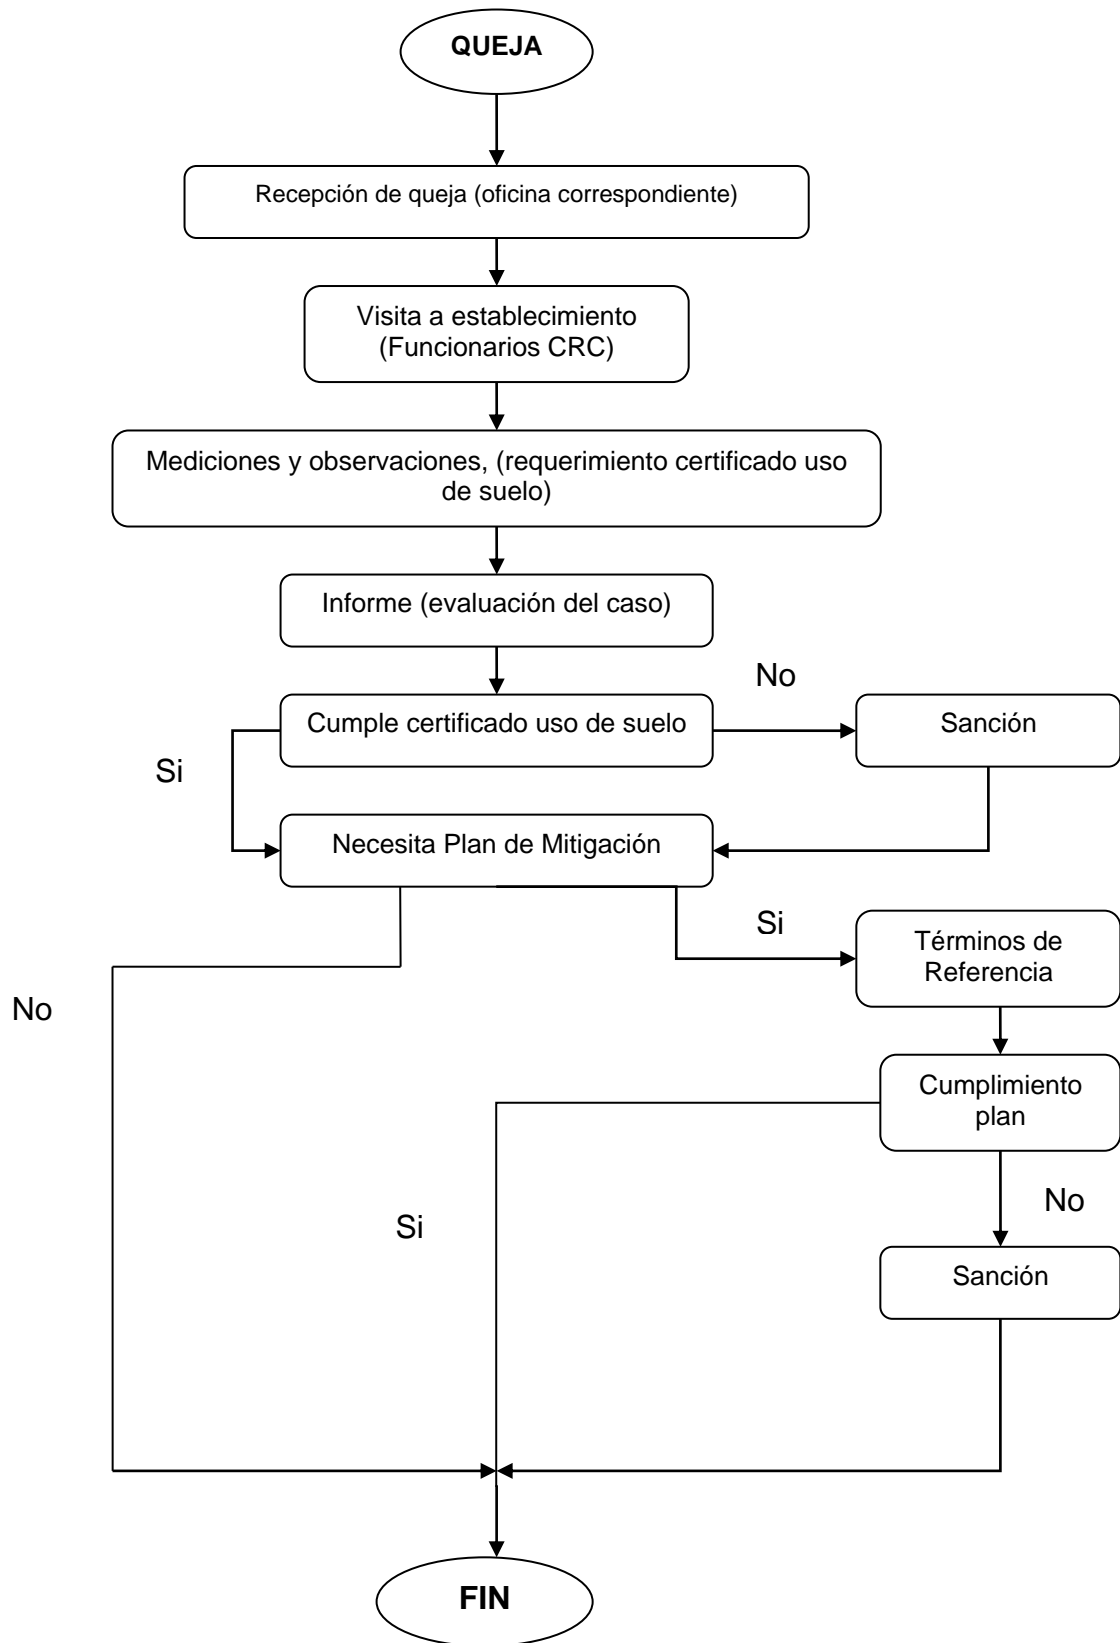 QUEJA
Recepción de queja (oficina correspondiente)
Visita a establecimiento
(Funcionarios CRC)
Mediciones y observaciones, (requerimiento certificado uso
de suelo)
Informe (evaluación del caso)
No
Cumple certificado uso de suelo
Sanción
Si
Necesita Plan de Mitigación
Si
Términos de
Referencia
No
Cumplimiento
plan
No
Si
Sanción
FIN